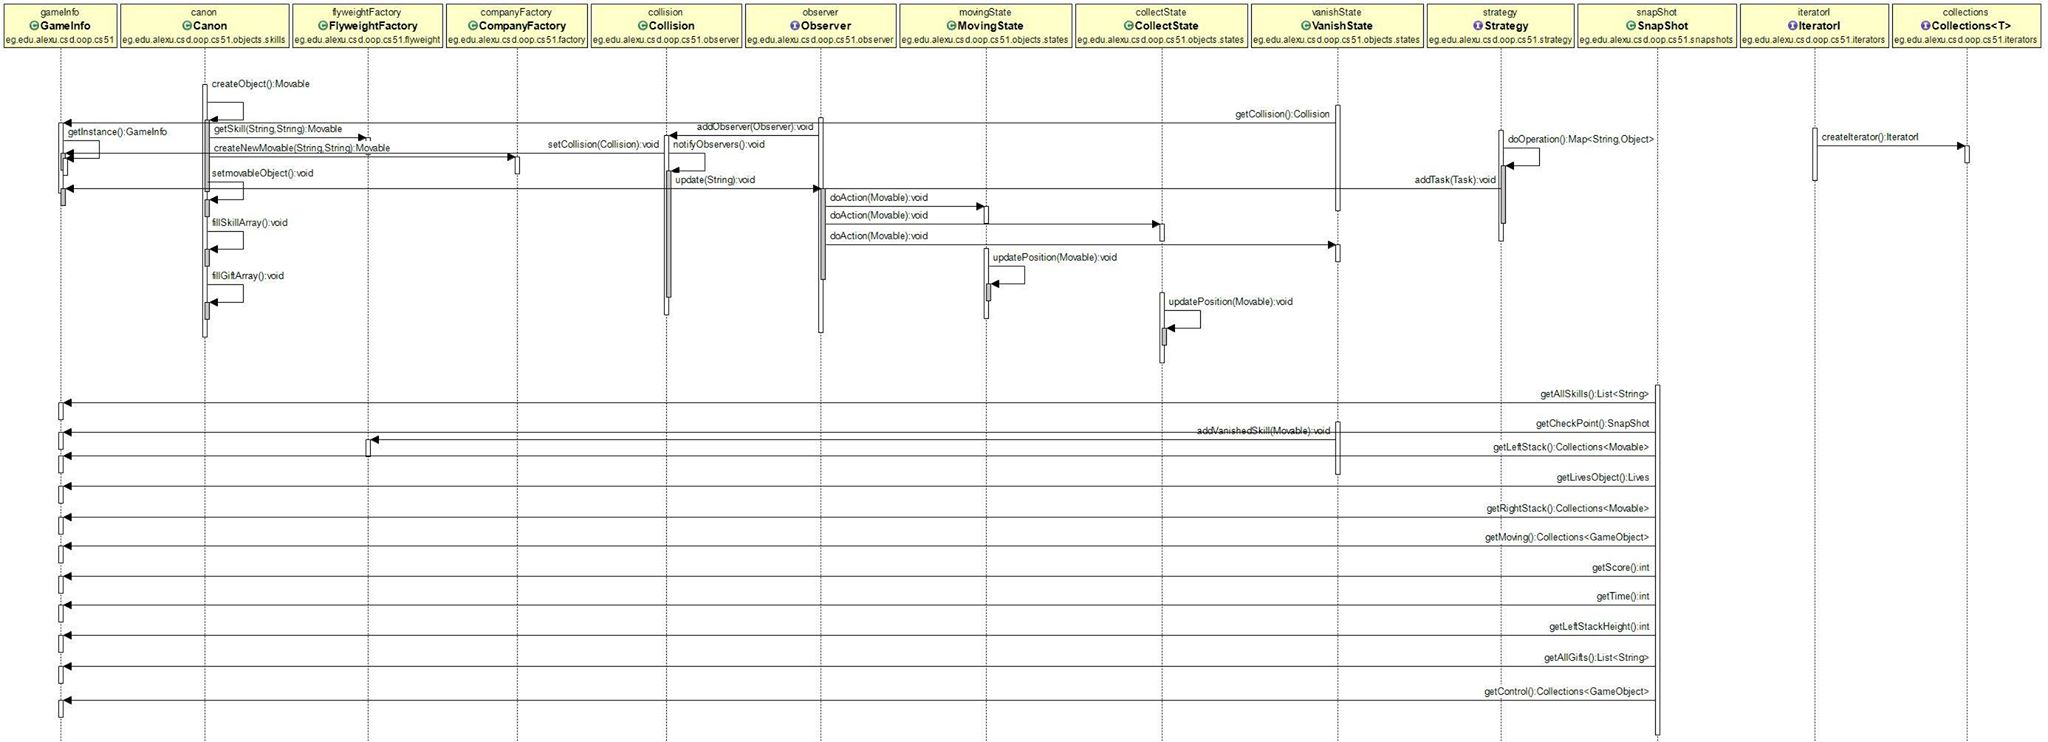 gameInfo
GameInfo
eg.edu.alexu.csd.oop.cs51
canon
Canon
eg.edu.alexu.csd.oop.cs51.objects.skills
flyweightFactory
FlyweightFactory
eg.edu.alexu.csd.oop.cs51.flyweight
companyFactory
CompanyFactory
eg.edu.alexu.csd.oop.cs51.factory
collision
Collision
eg.edu.alexu.csd.oop.cs51.observer
observer
Observer
eg.edu.alexu.csd.oop.cs51.observer
movingState
MovingState
eg.edu.alexu.csd.oop.cs51.objects.states
collectState
CollectState
eg.edu.alexu.csd.oop.cs51.objects.states
vanishState
VanishState
eg.edu.alexu.csd.oop.cs51.objects.states
strategy
Strategy
eg.edu.alexu.csd.oop.cs51.strategy
snapShot
SnapShot
eg.edu.alexu.csd.oop.cs51.snapshots
iteratorI
IteratorI
eg.edu.alexu.csd.oop.cs51.iterators
collections
Collections<T>
eg.edu.alexu.csd.oop.cs51.iterators
createObject():Movable
getCollision():Collision
getInstance():GameInfo
getSkill(String,String):Movable
addObserver(Observer):void
doOperation():Map<String,Object>
createIterator():IteratorI
createNewMovable(String,String):Movable
setCollision(Collision):void
notifyObservers():void
setmovableObject():void
update(String):void
addTask(Task):void
doAction(Movable):void
doAction(Movable):void
fillSkillArray():void
doAction(Movable):void
updatePosition(Movable):void
fillGiftArray():void
updatePosition(Movable):void
getAllSkills():List<String>
getCheckPoint():SnapShot
addVanishedSkill(Movable):void
getLeftStack():Collections<Movable>
getLivesObject():Lives
getRightStack():Collections<Movable>
getMoving():Collections<GameObject>
getScore():int
getTime():int
getLeftStackHeight():int
getAllGifts():List<String>
getControl():Collections<GameObject>